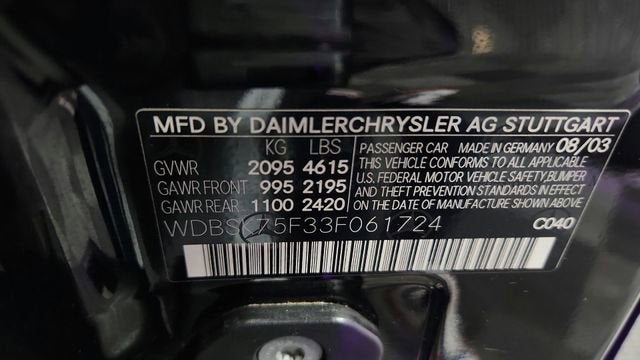 MFD BY DAIMLERCHRYSLER AG STUTTGART
KG LBS
GVWR 2095 4615
GAWR FRONT 995 2195
GAWR REAR 1100 2420
PASSENGER CAR MADE IN GERMANY 08/03
THIS VEHICLE CONFORMS TO ALL APPLICABLE
U.S. FEDERAL MOTOR VEHICLE SAFETY, BUMPER
AND THEFT PREVENTION STANDARDS IN EFFECT
ON THE DATE OF MANUFACTURE SHOWN ABOVE
WDBSK75F33F061724
C040